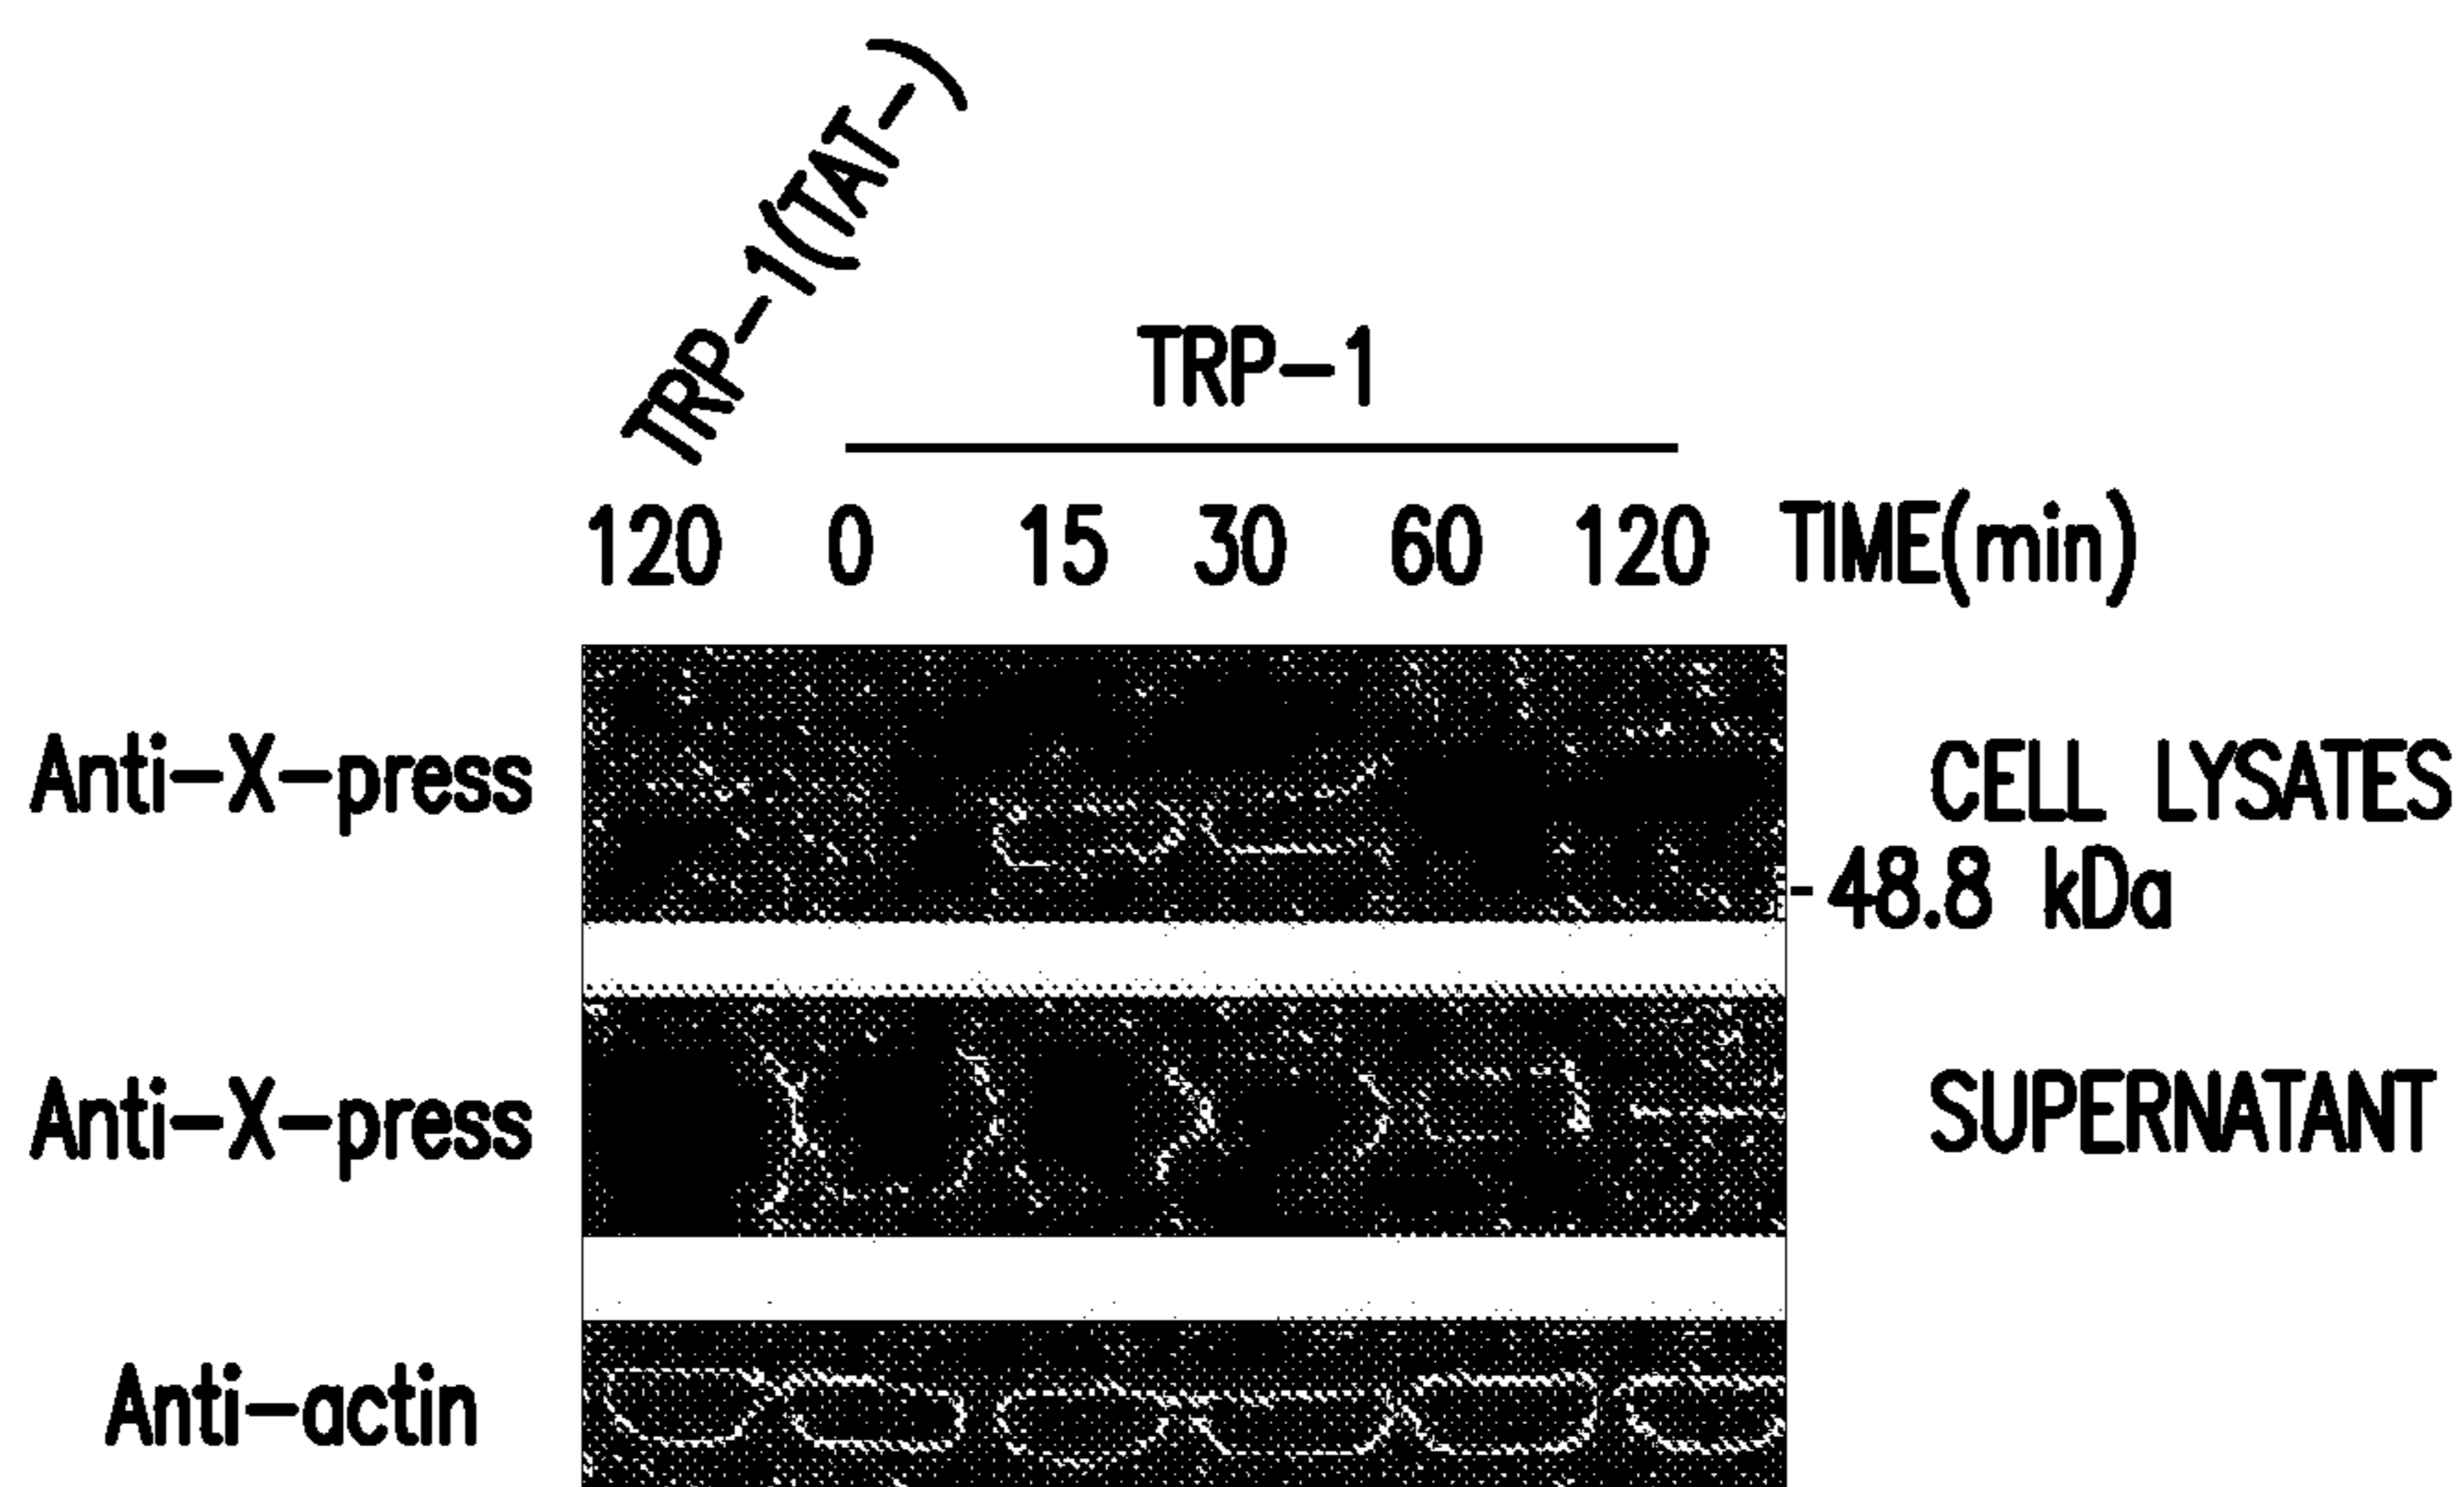 TRP-1(TAT-)
TRP-1
120 0 15 30 60 120 TIME(min)
Anti-X-press CELL LYSATES
-48.8 kDa
Anti-X-press SUPERNATANT
Anti-actin